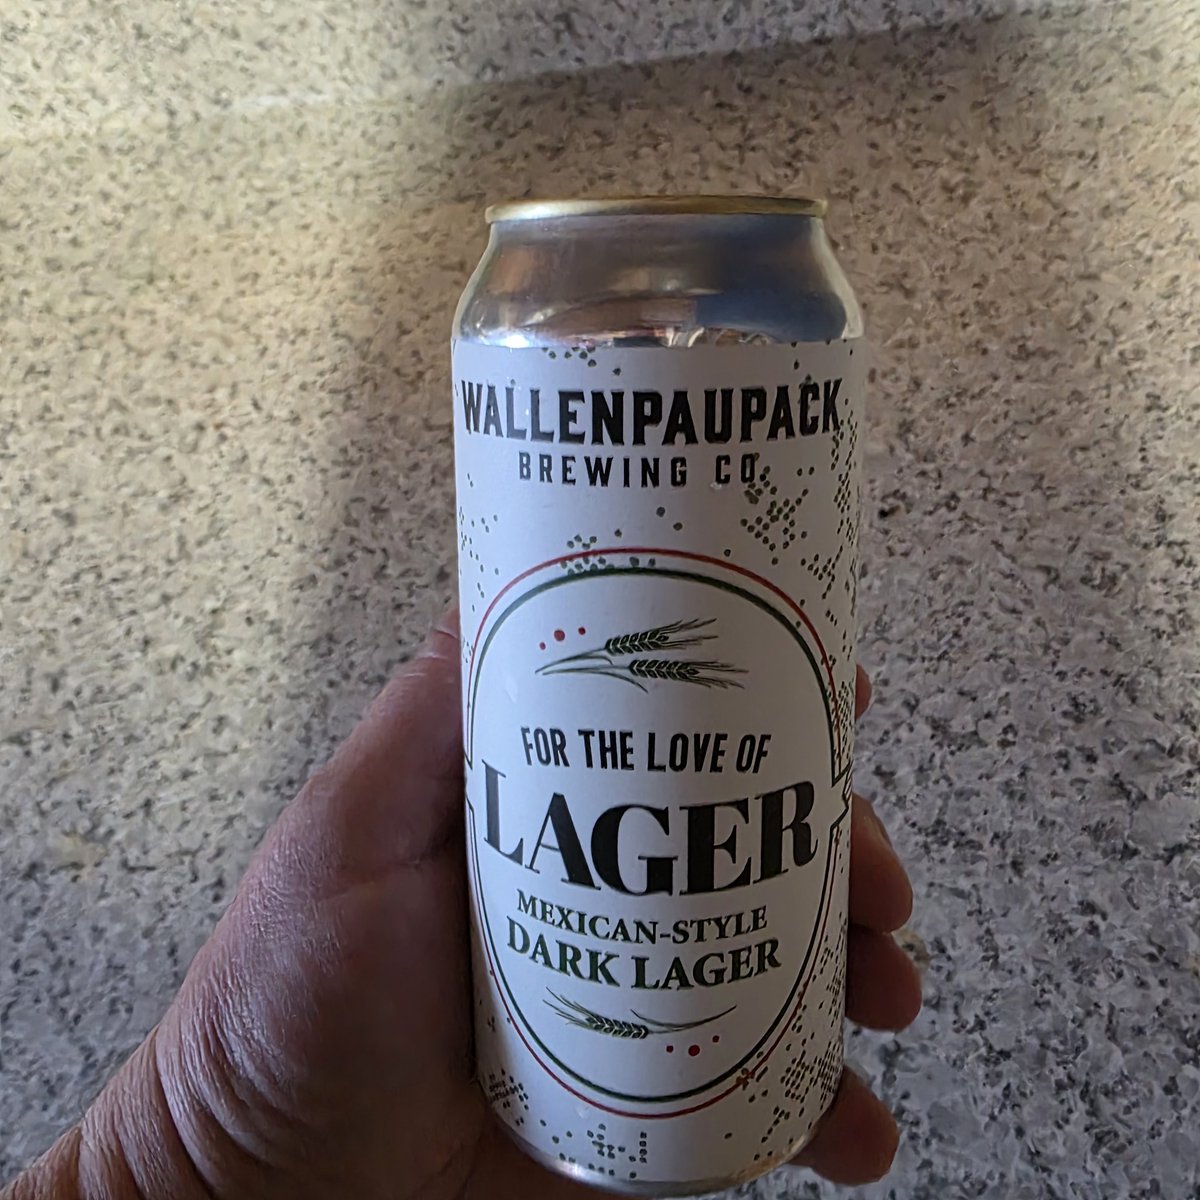 WALLENPAUPACK
BREWING CO
FOR THE LOVE OF
LAGER
MEXICAN-STYLE
DARK LAGER